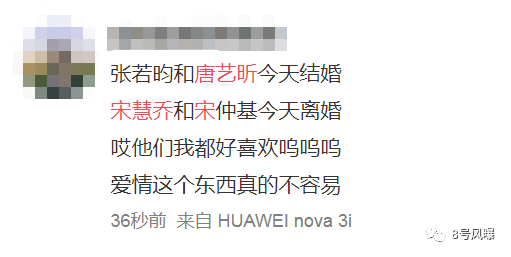 张若昀和唐艺昕今天结婚
宋慧乔和宋仲基今天离婚
哎他们我都好喜欢呜呜呜
爱情这个东西真的不容易
36秒前 来自 HUAWEI nova 3i
8号风曝